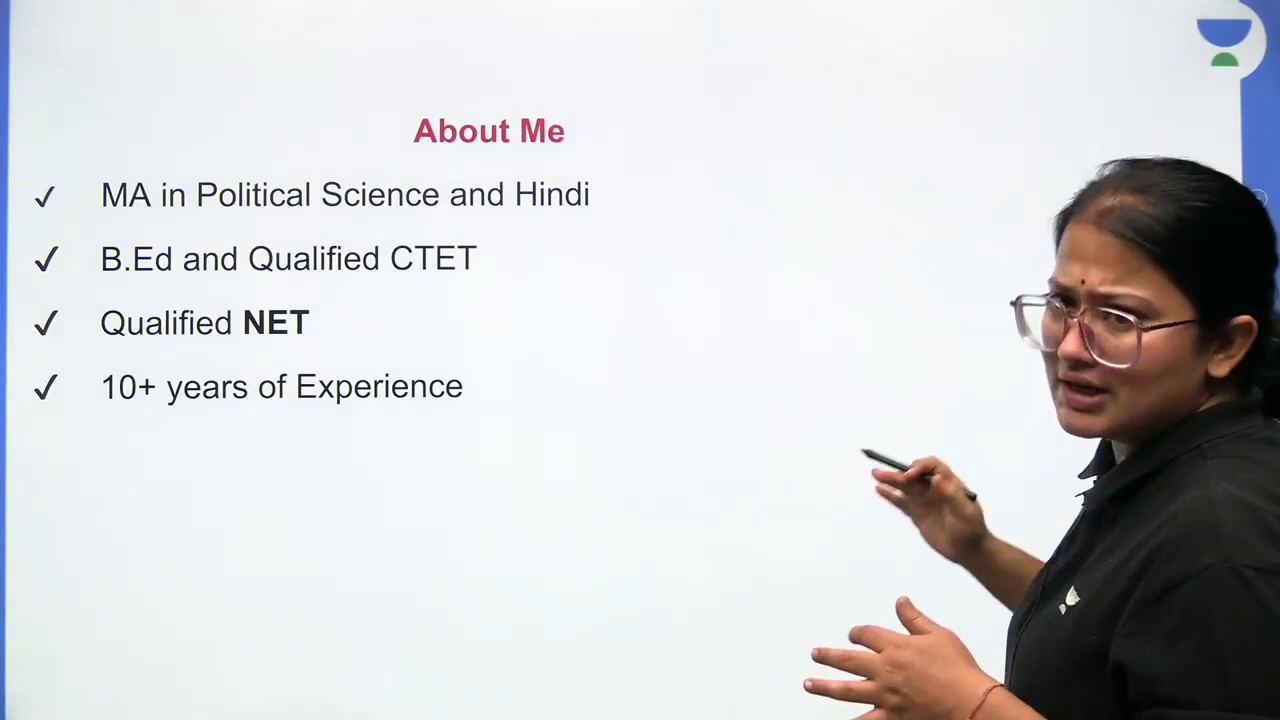 About Me
✓ MA in Political Science and Hindi
✓ B.Ed and Qualified CTET
✓ Qualified NET
✓ 10+ years of Experience